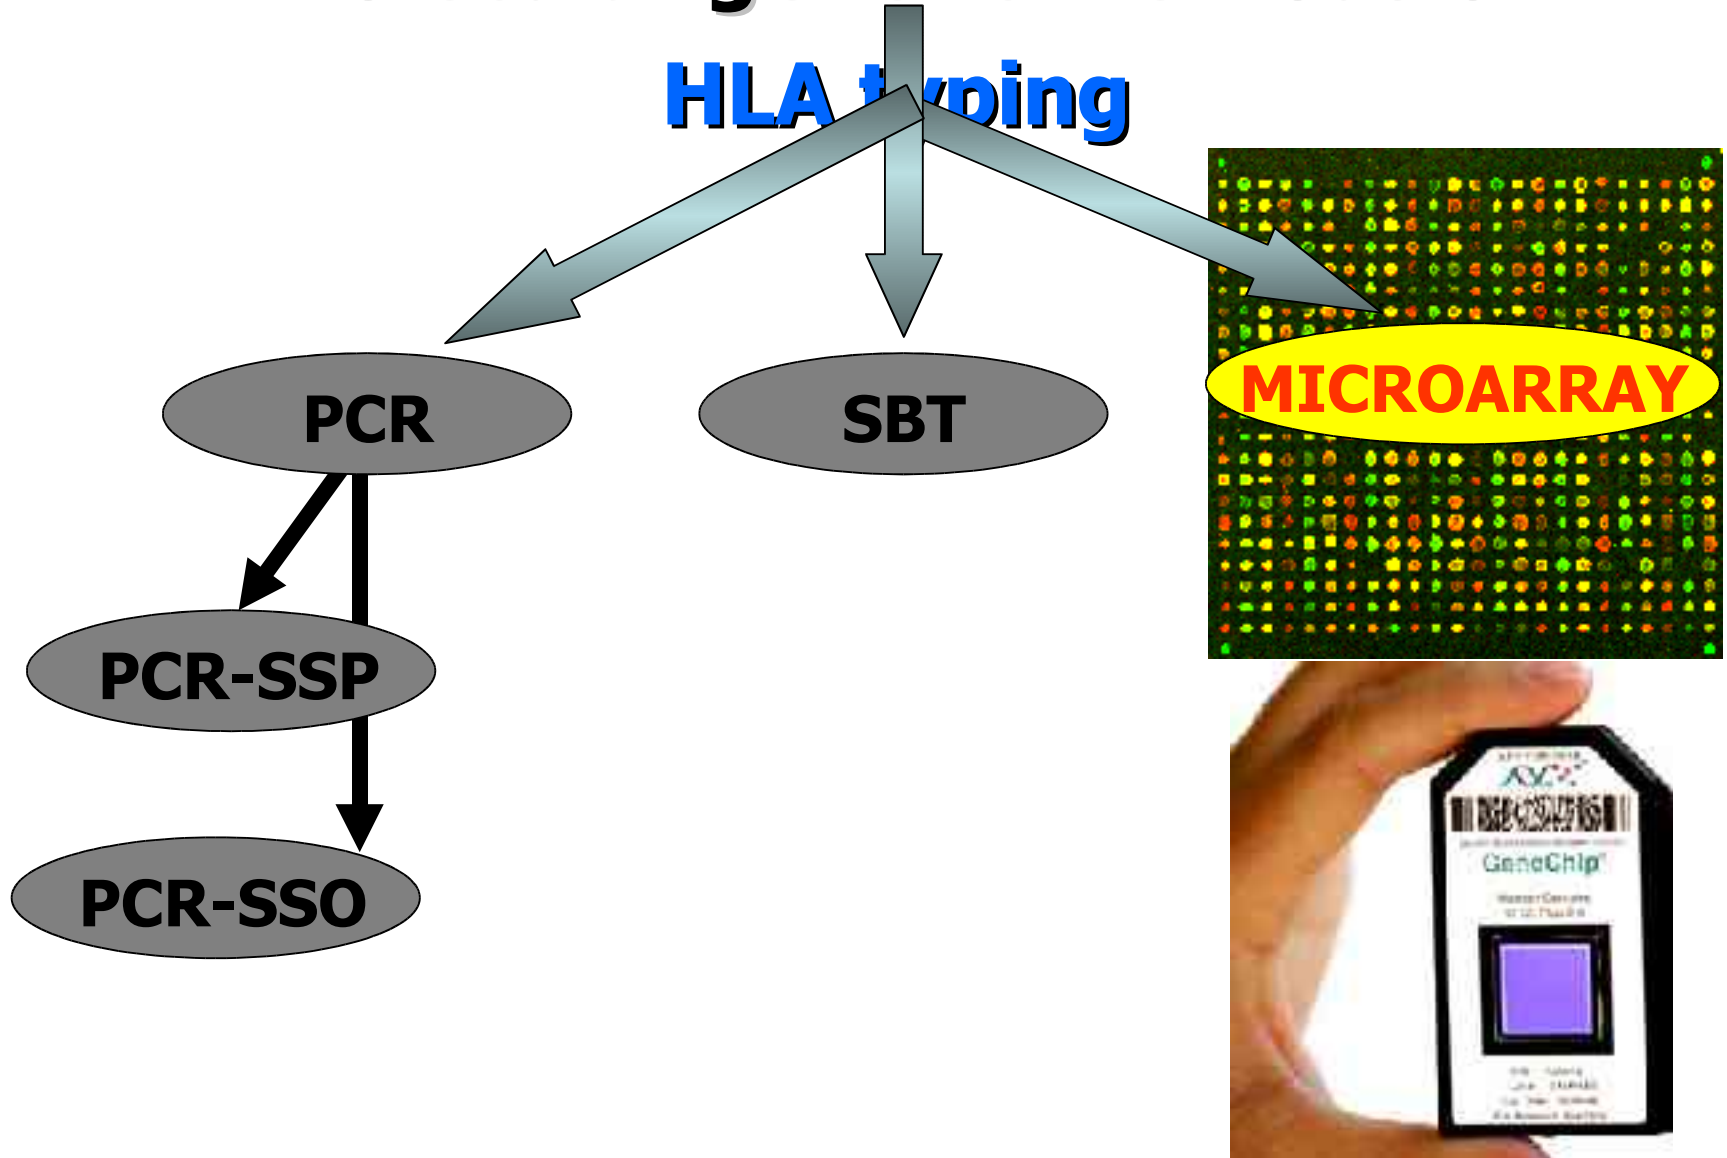 HLA typing
PCR
SBT
MICROARRAY
PCR-SSP
PCR-SSO
GeneChip